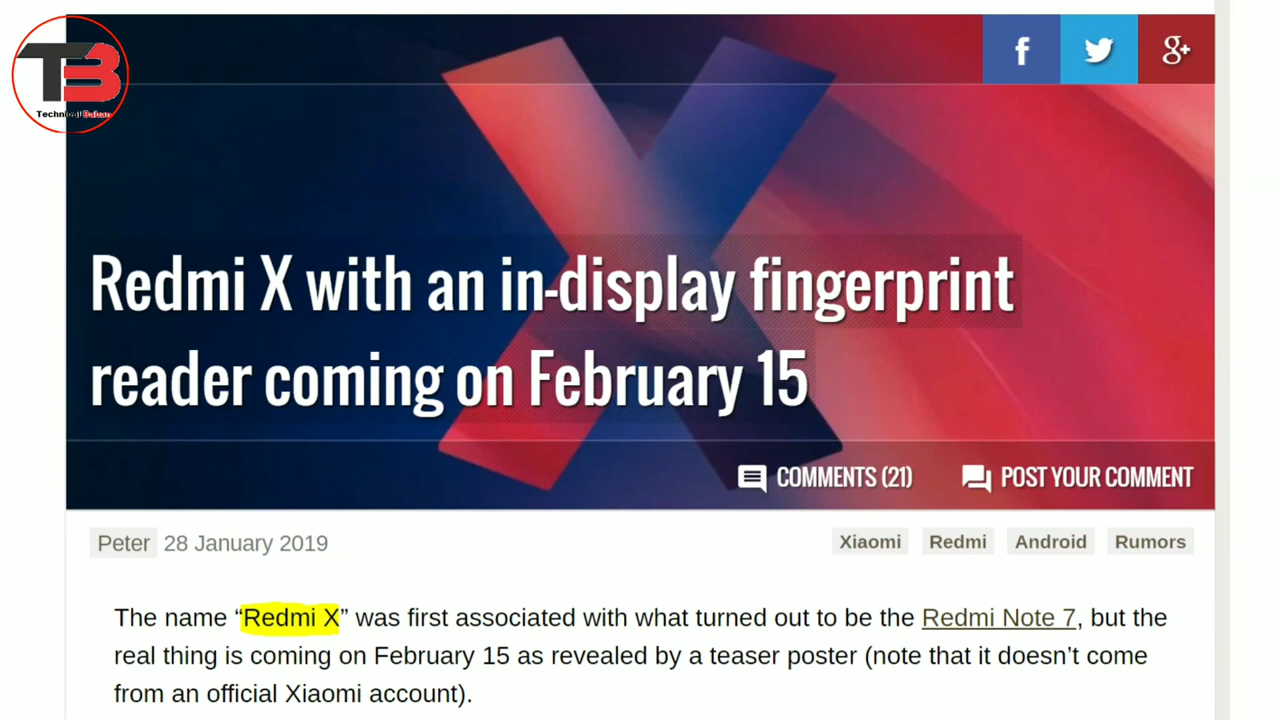 TB
Technical Baban
f
g+
Redmi X with an in-display fingerprint
reader coming on February 15
COMMENTS (21)
POST YOUR COMMENT
Peter 28 January 2019
Xiaomi Redmi Android Rumors
The name “Redmi X” was first associated with what turned out to be the Redmi Note 7, but the
real thing is coming on February 15 as revealed by a teaser poster (note that it doesn’t come
from an official Xiaomi account).